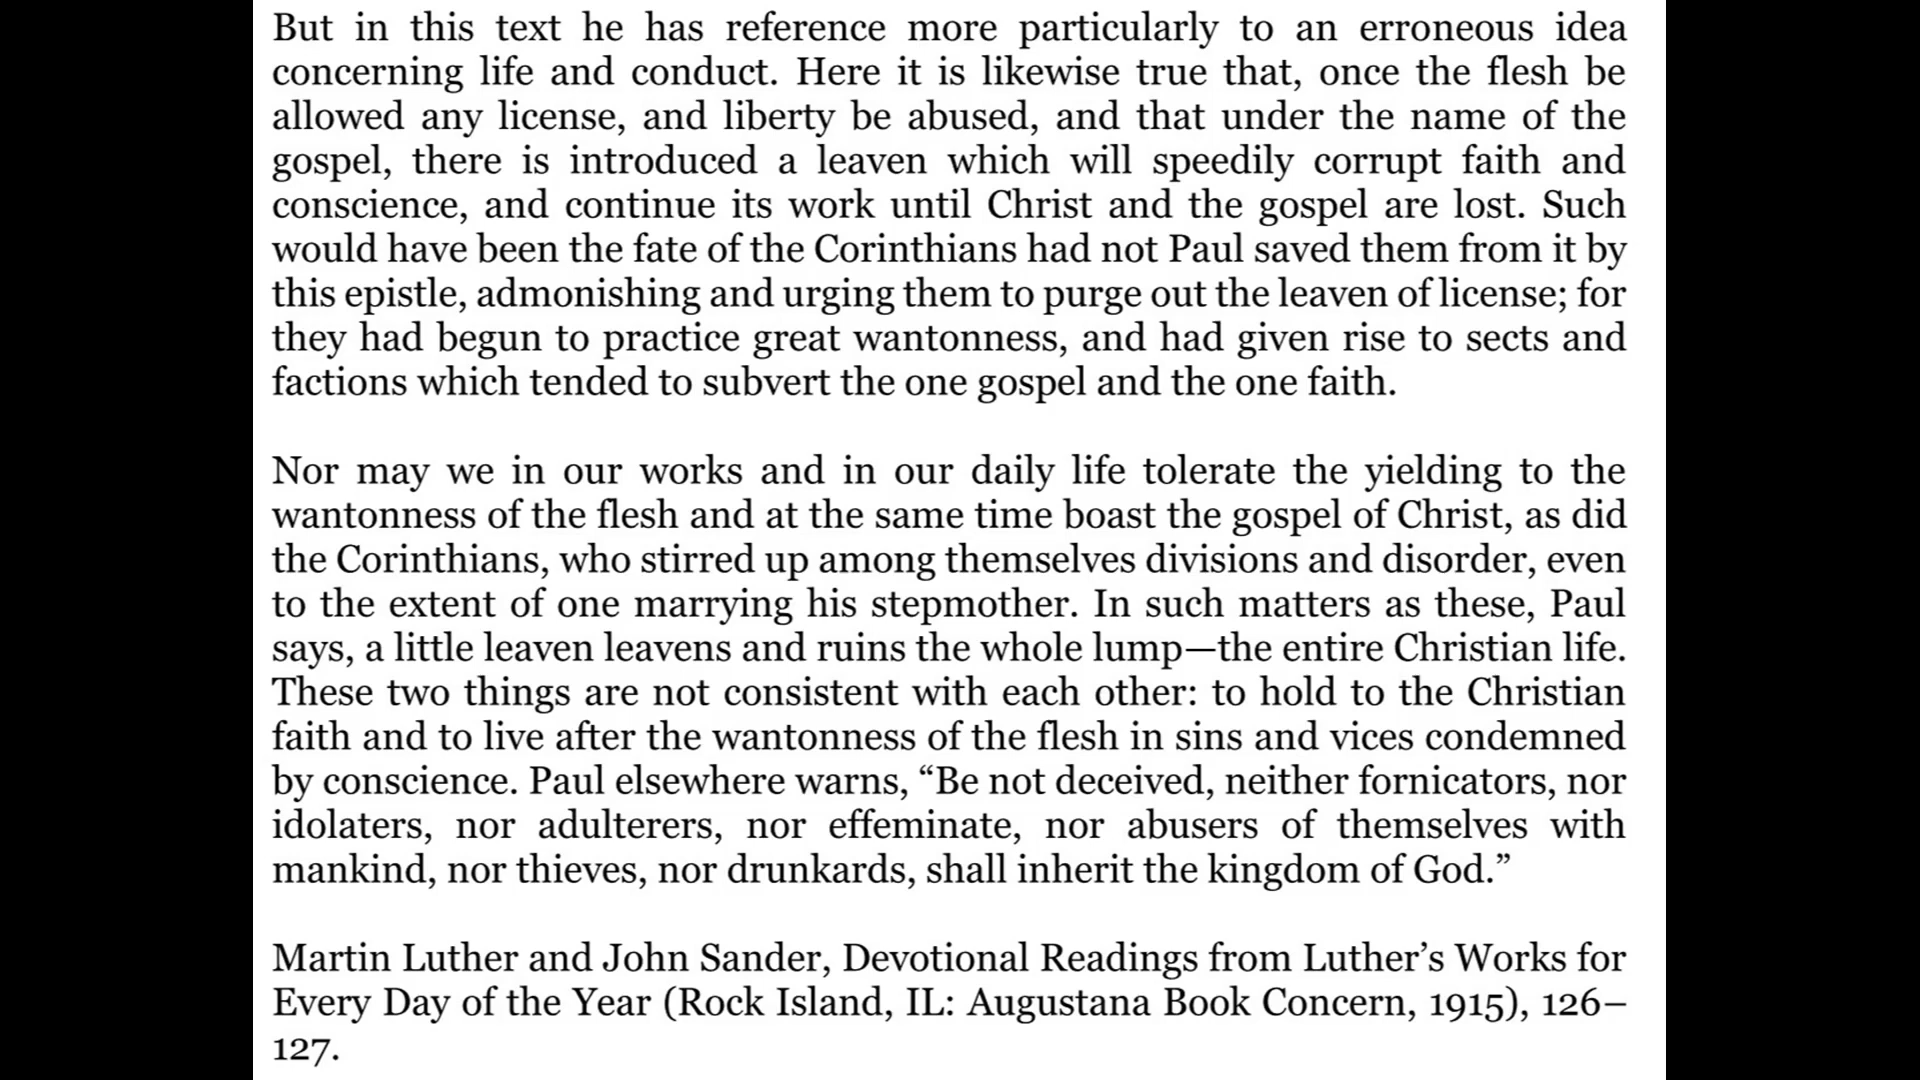 But in this text he has reference more particularly to an erroneous idea
concerning life and conduct. Here it is likewise true that, once the flesh be
allowed any license, and liberty be abused, and that under the name of the
gospel, there is introduced a leaven which will speedily corrupt faith and
conscience, and continue its work until Christ and the gospel are lost. Such
would have been the fate of the Corinthians had not Paul saved them from it by
this epistle, admonishing and urging them to purge out the leaven of license; for
they had begun to practice great wantonness, and had given rise to sects and
factions which tended to subvert the one gospel and the one faith.
Nor may we in our works and in our daily life tolerate the yielding to the
wantonness of the flesh and at the same time boast the gospel of Christ, as did
the Corinthians, who stirred up among themselves divisions and disorder, even
to the extent of one marrying his stepmother. In such matters as these, Paul
says, a little leaven leavens and ruins the whole lump—the entire Christian life.
These two things are not consistent with each other: to hold to the Christian
faith and to live after the wantonness of the flesh in sins and vices condemned
by conscience. Paul elsewhere warns, “Be not deceived, neither fornicators, nor
idolaters, nor adulterers, nor effeminate, nor abusers of themselves with
mankind, nor thieves, nor drunkards, shall inherit the kingdom of God.”
Martin Luther and John Sander, Devotional Readings from Luther’s Works for
Every Day of the Year (Rock Island, IL: Augustana Book Concern, 1915), 126–
127.